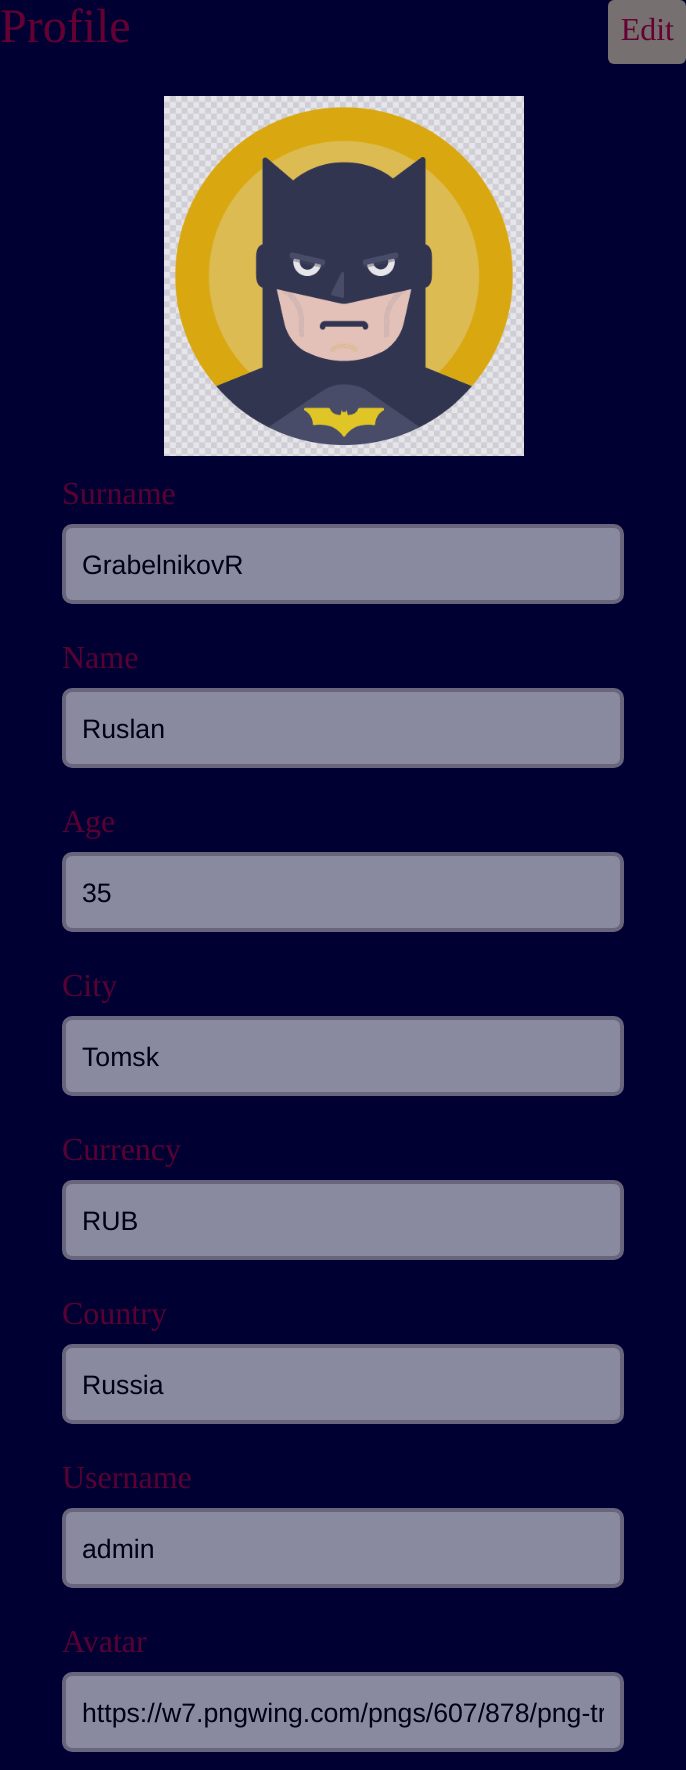 Profile
Edit
Surname
GrabelnikovR
Name
Ruslan
Age
35
City
Tomsk
Currency
RUB
Country
Russia
Username
admin
Avatar
https://w7.pngwing.com/pngs/607/878/png-tr